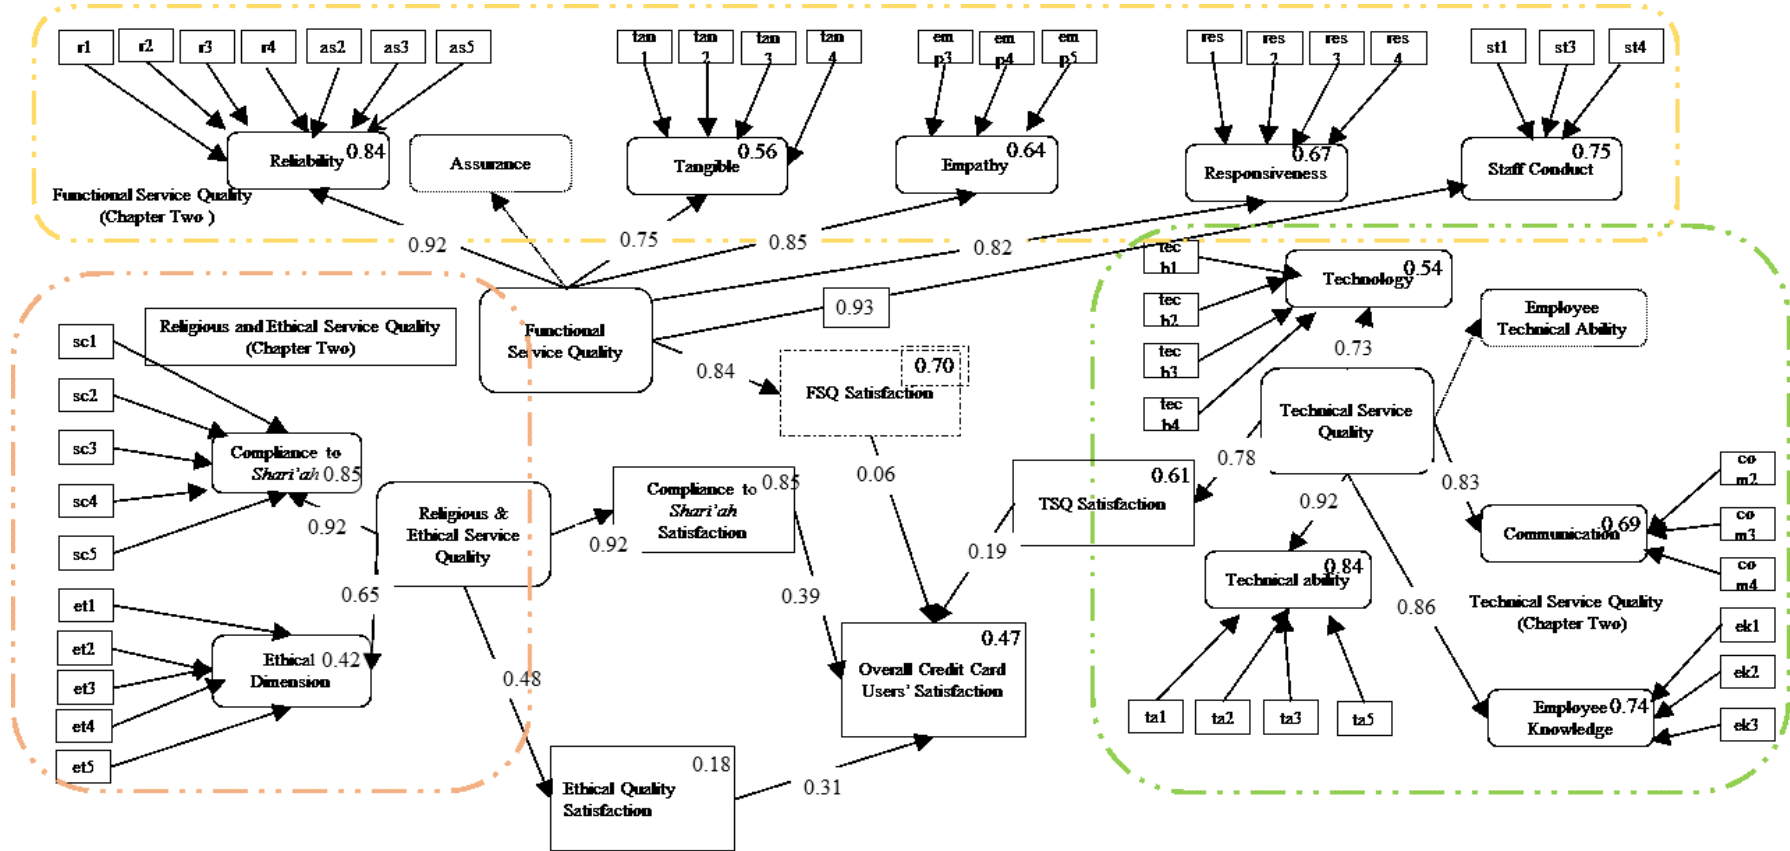 r1
r2
r3
r4
as2
as3
as5
tan
1
tan
2
tan
3
tan
4
em
p3
em
p4
em
p5
res
1
res
2
res
3
res
4
st1
st3
st4
Reliability
0.84
Assurance
Tangible
0.56
Empathy
0.64
Responsiveness
0.67
Staff Conduct
0.75
Functional Service Quality
(Chapter Two )
0.92
0.75
0.85
0.82
0.93
Functional
Service Quality
0.84
FSQ Satisfaction
0.70
0.06
Religious and Ethical Service Quality
(Chapter Two)
sc1
sc2
sc3
sc4
sc5
Compliance to
Shari'ah 0.85
0.92
Religious &
Ethical Service
Quality
0.92
Compliance to
Shari'ah
Satisfaction
0.85
0.39
0.65
et1
et2
et3
et4
et5
Ethical
Dimension
0.42
0.48
Ethical Quality
Satisfaction
0.18
0.31
Overall Credit Card
Users' Satisfaction
0.47
TSQ Satisfaction
0.61
0.19
0.78
tec
h1
tec
h2
tec
h3
tec
h4
Technology
0.54
0.73
Employee
Technical Ability
Technical Service
Quality
0.92
0.83
0.86
Technical ability
0.84
ta1
ta2
ta3
ta5
Communication
0.69
co
m2
co
m3
co
m4
Technical Service Quality
(Chapter Two)
Employee
Knowledge
0.74
ek1
ek2
ek3